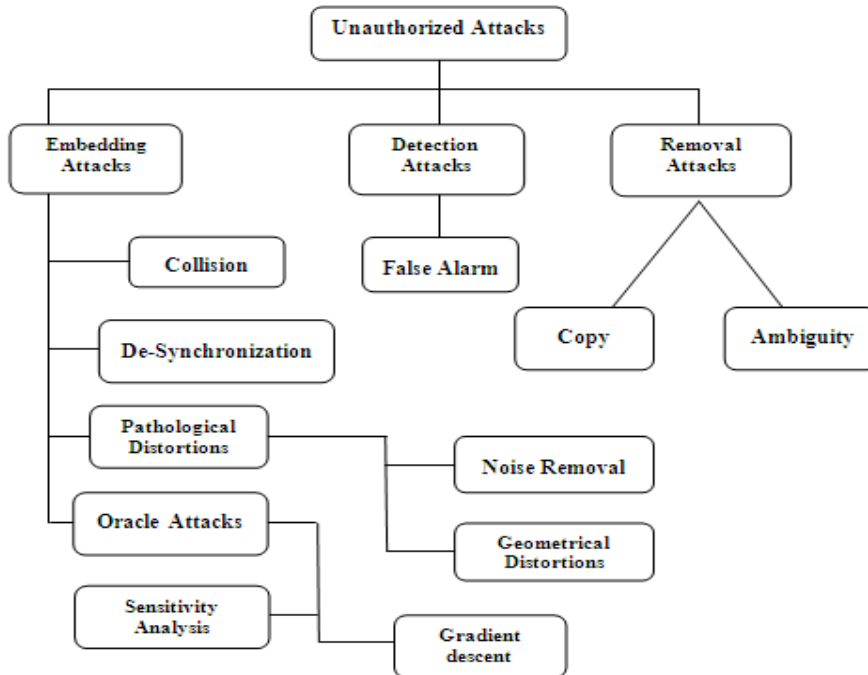 Unauthorized Attacks
Embedding
Attacks
Detection
Attacks
Removal
Attacks
Collision
False Alarm
Copy
Ambiguity
De-Synchronization
Pathological
Distortions
Noise Removal
Oracle Attacks
Geometrical
Distortions
Sensitivity
Analysis
Gradient
descent